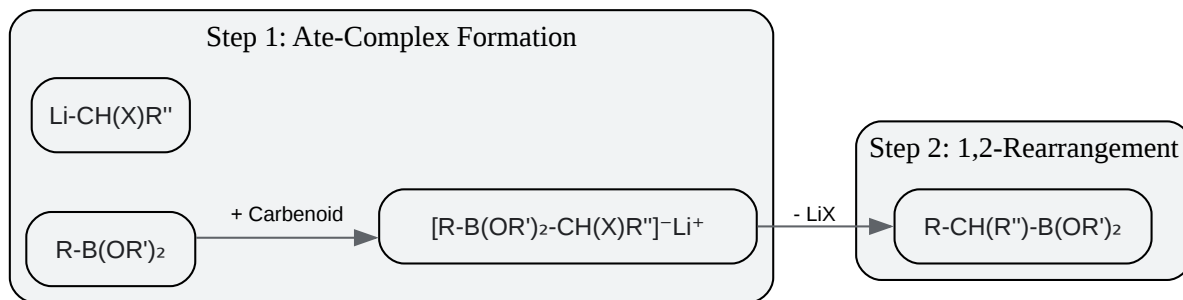 Step 1: Ate-Complex Formation
Li-CH(X)R"
R-B(OR')₂
+ Carbenoid
[R-B(OR')₂-CH(X)R"]⁻Li⁺
- LiX
Step 2: 1,2-Rearrangement
R-CH(R")-B(OR')₂